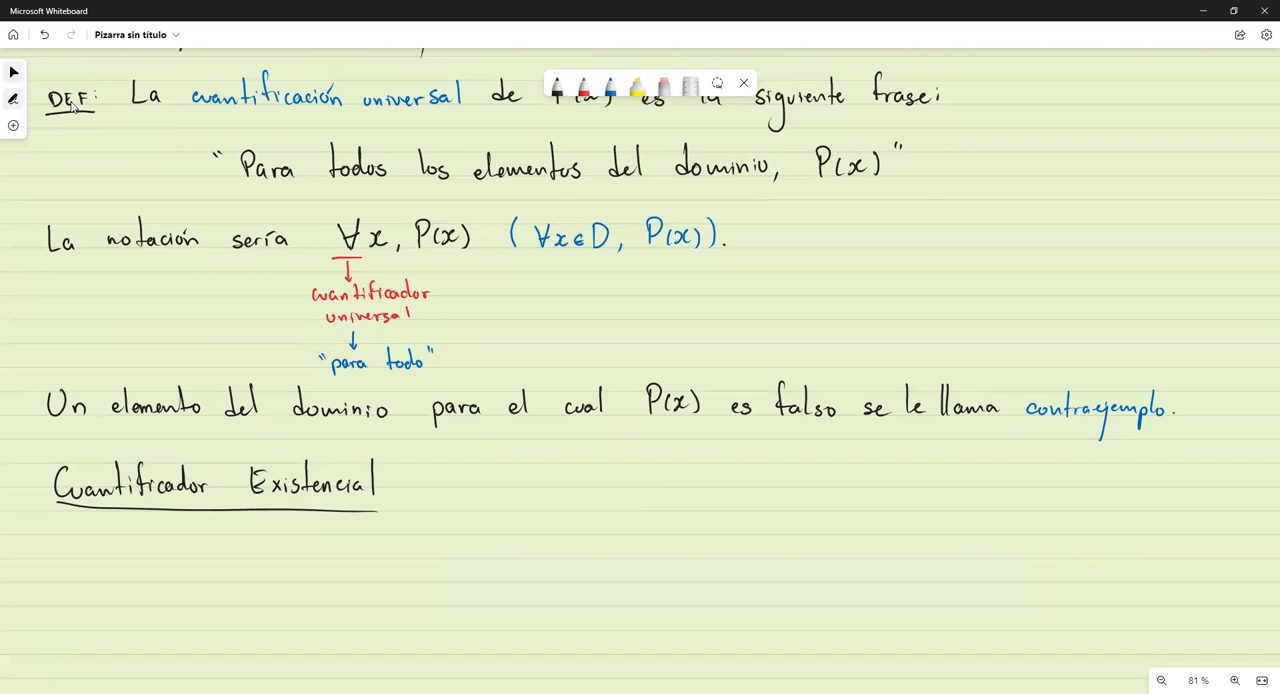 Microsoft Whiteboard
Pizarra sin título
DEF: La cuantificación universal de P(x) es la siguiente frase:
"Para todos los elementos del dominio, P(x)"
La notación sería ∀x, P(x) (∀x∈D, P(x)).
cuantificador
universal
"para todo"
Un elemento del dominio para el cual P(x) es falso se le llama contraejemplo.
Cuantificador Existencial
81 %